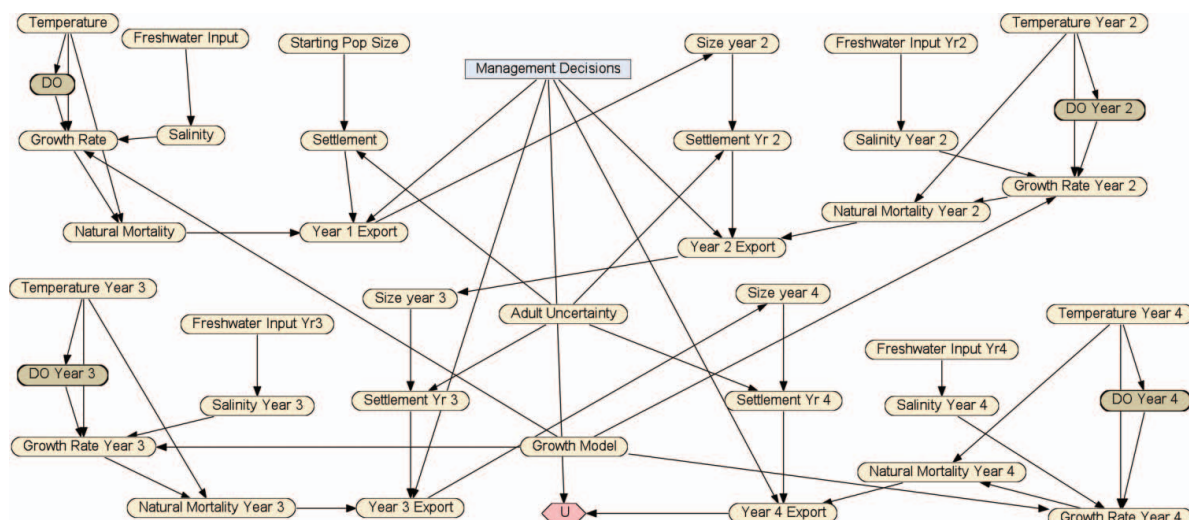 Temperature
Freshwater Input
Starting Pop Size
Size year 2
Freshwater Input Yr2
Temperature Year 2
Management Decisions
DO
DO Year 2
Growth Rate
Salinity
Settlement
Settlement Yr 2
Salinity Year 2
Growth Rate Year 2
Natural Mortality
Year 1 Export
Natural Mortality Year 2
Year 2 Export
Temperature Year 3
Size year 3
Size year 4
Freshwater Input Yr3
Adult Uncertainty
Temperature Year 4
Freshwater Input Yr4
DO Year 3
Salinity Year 3
Settlement Yr 3
Settlement Yr 4
Salinity Year 4
DO Year 4
Growth Rate Year 3
Growth Model
Natural Mortality Year 4
Natural Mortality Year 3
Year 3 Export
U
Year 4 Export
Growth Rate Year 4